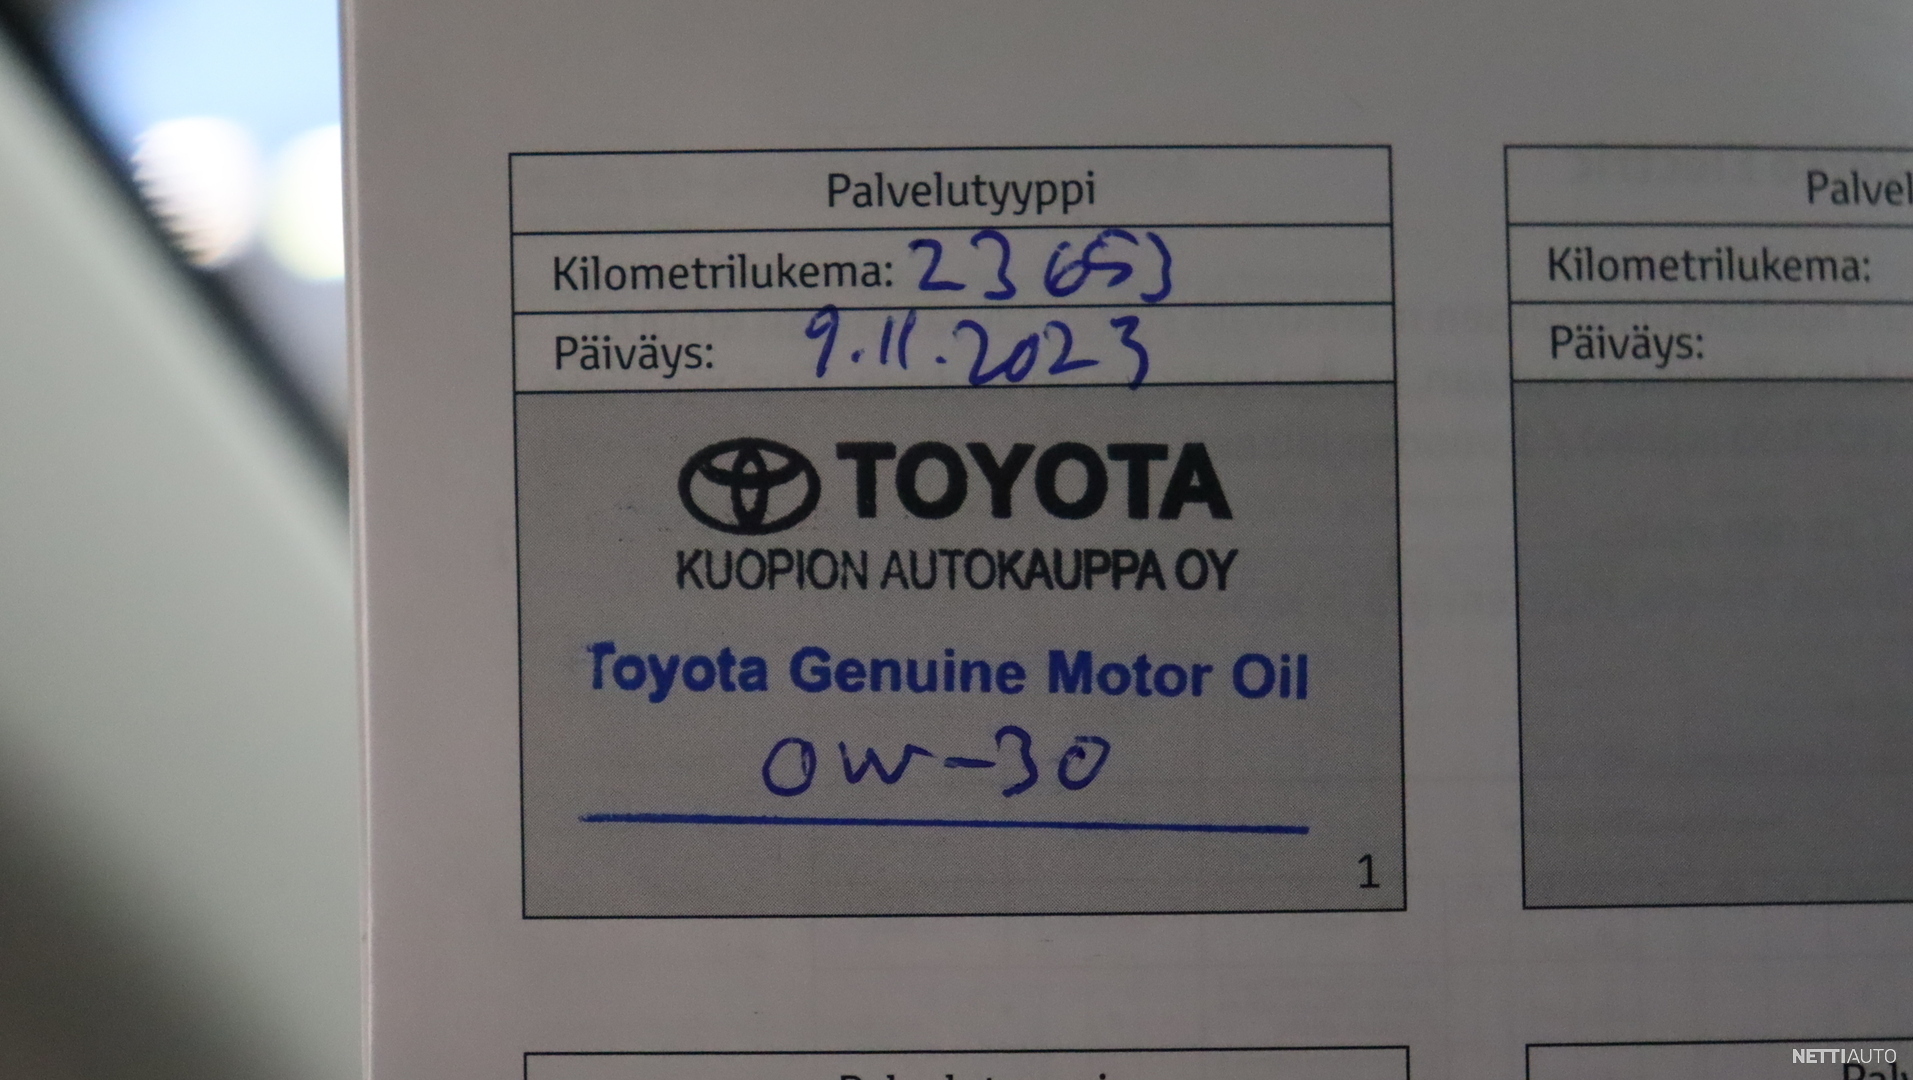 Palvelutyyppi
Kilometrilukema: 23 653
Päiväys: 9.11.2023
TOYOTA
KUOPION AUTOKAUPPA OY
Toyota Genuine Motor Oil
0W-30
1
Palvel
Kilometrilukema:
Päiväys:
NETTIAUTO